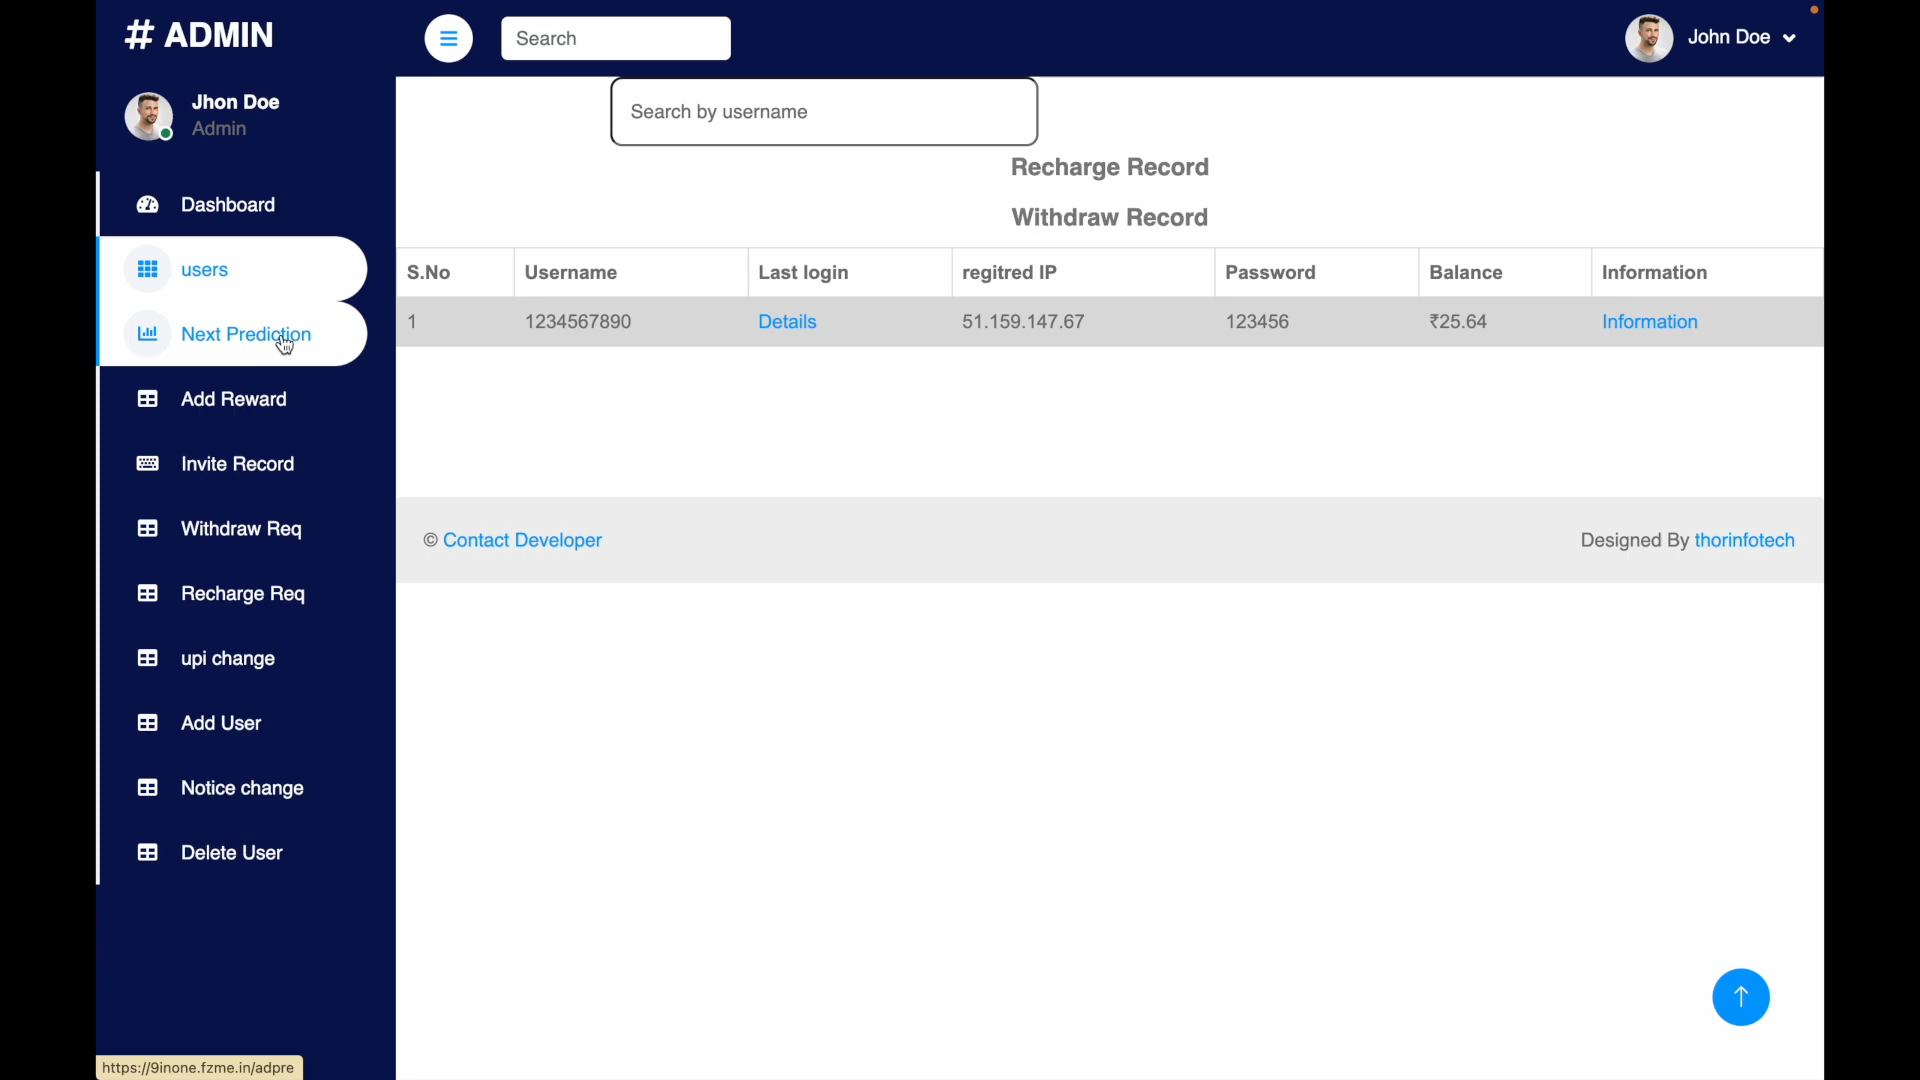 # ADMIN
Search
John Doe
Jhon Doe
Admin
Dashboard
users
Next Prediction
Add Reward
Invite Record
Withdraw Req
Recharge Req
upi change
Add User
Notice change
Delete User
Search by username
Recharge Record
Withdraw Record
S.No Username Last login regitred IP Password Balance Information
1 1234567890 Details 51.159.147.67 123456 ₹25.64 Information
© Contact Developer
Designed By thorinfotech
https://9inone.fzme.in/adpre